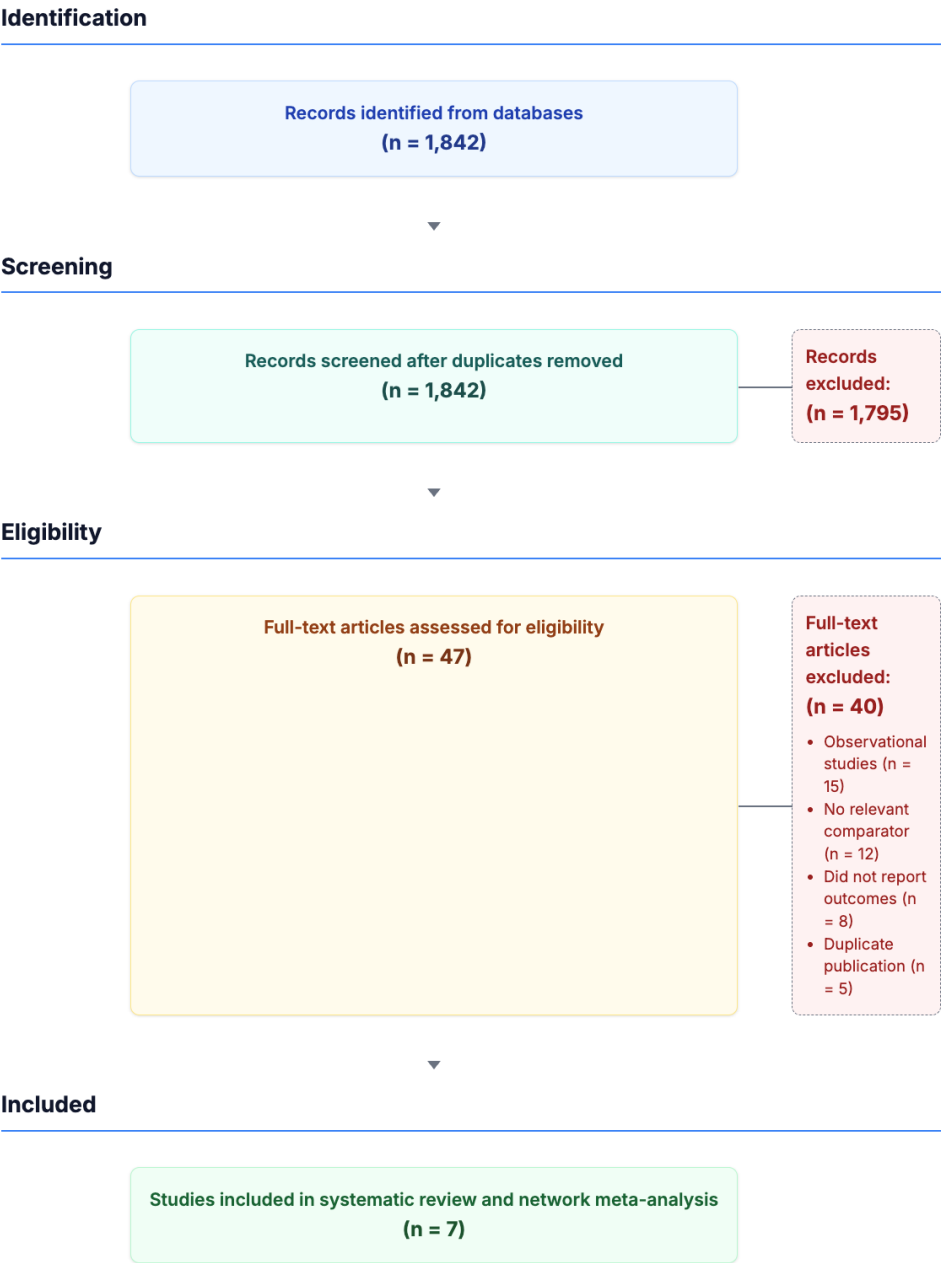 Identification
Records identified from databases
(n = 1,842)
Screening
Records screened after duplicates removed
(n = 1,842)
Records
excluded:
(n = 1,795)
Eligibility
Full-text articles assessed for eligibility
(n = 47)
Full-text
articles
excluded:
(n = 40)
• Observational
studies (n =
15)
• No relevant
comparator
(n = 12)
• Did not report
outcomes (n
= 8)
• Duplicate
publication (n
= 5)
Included
Studies included in systematic review and network meta-analysis
(n = 7)